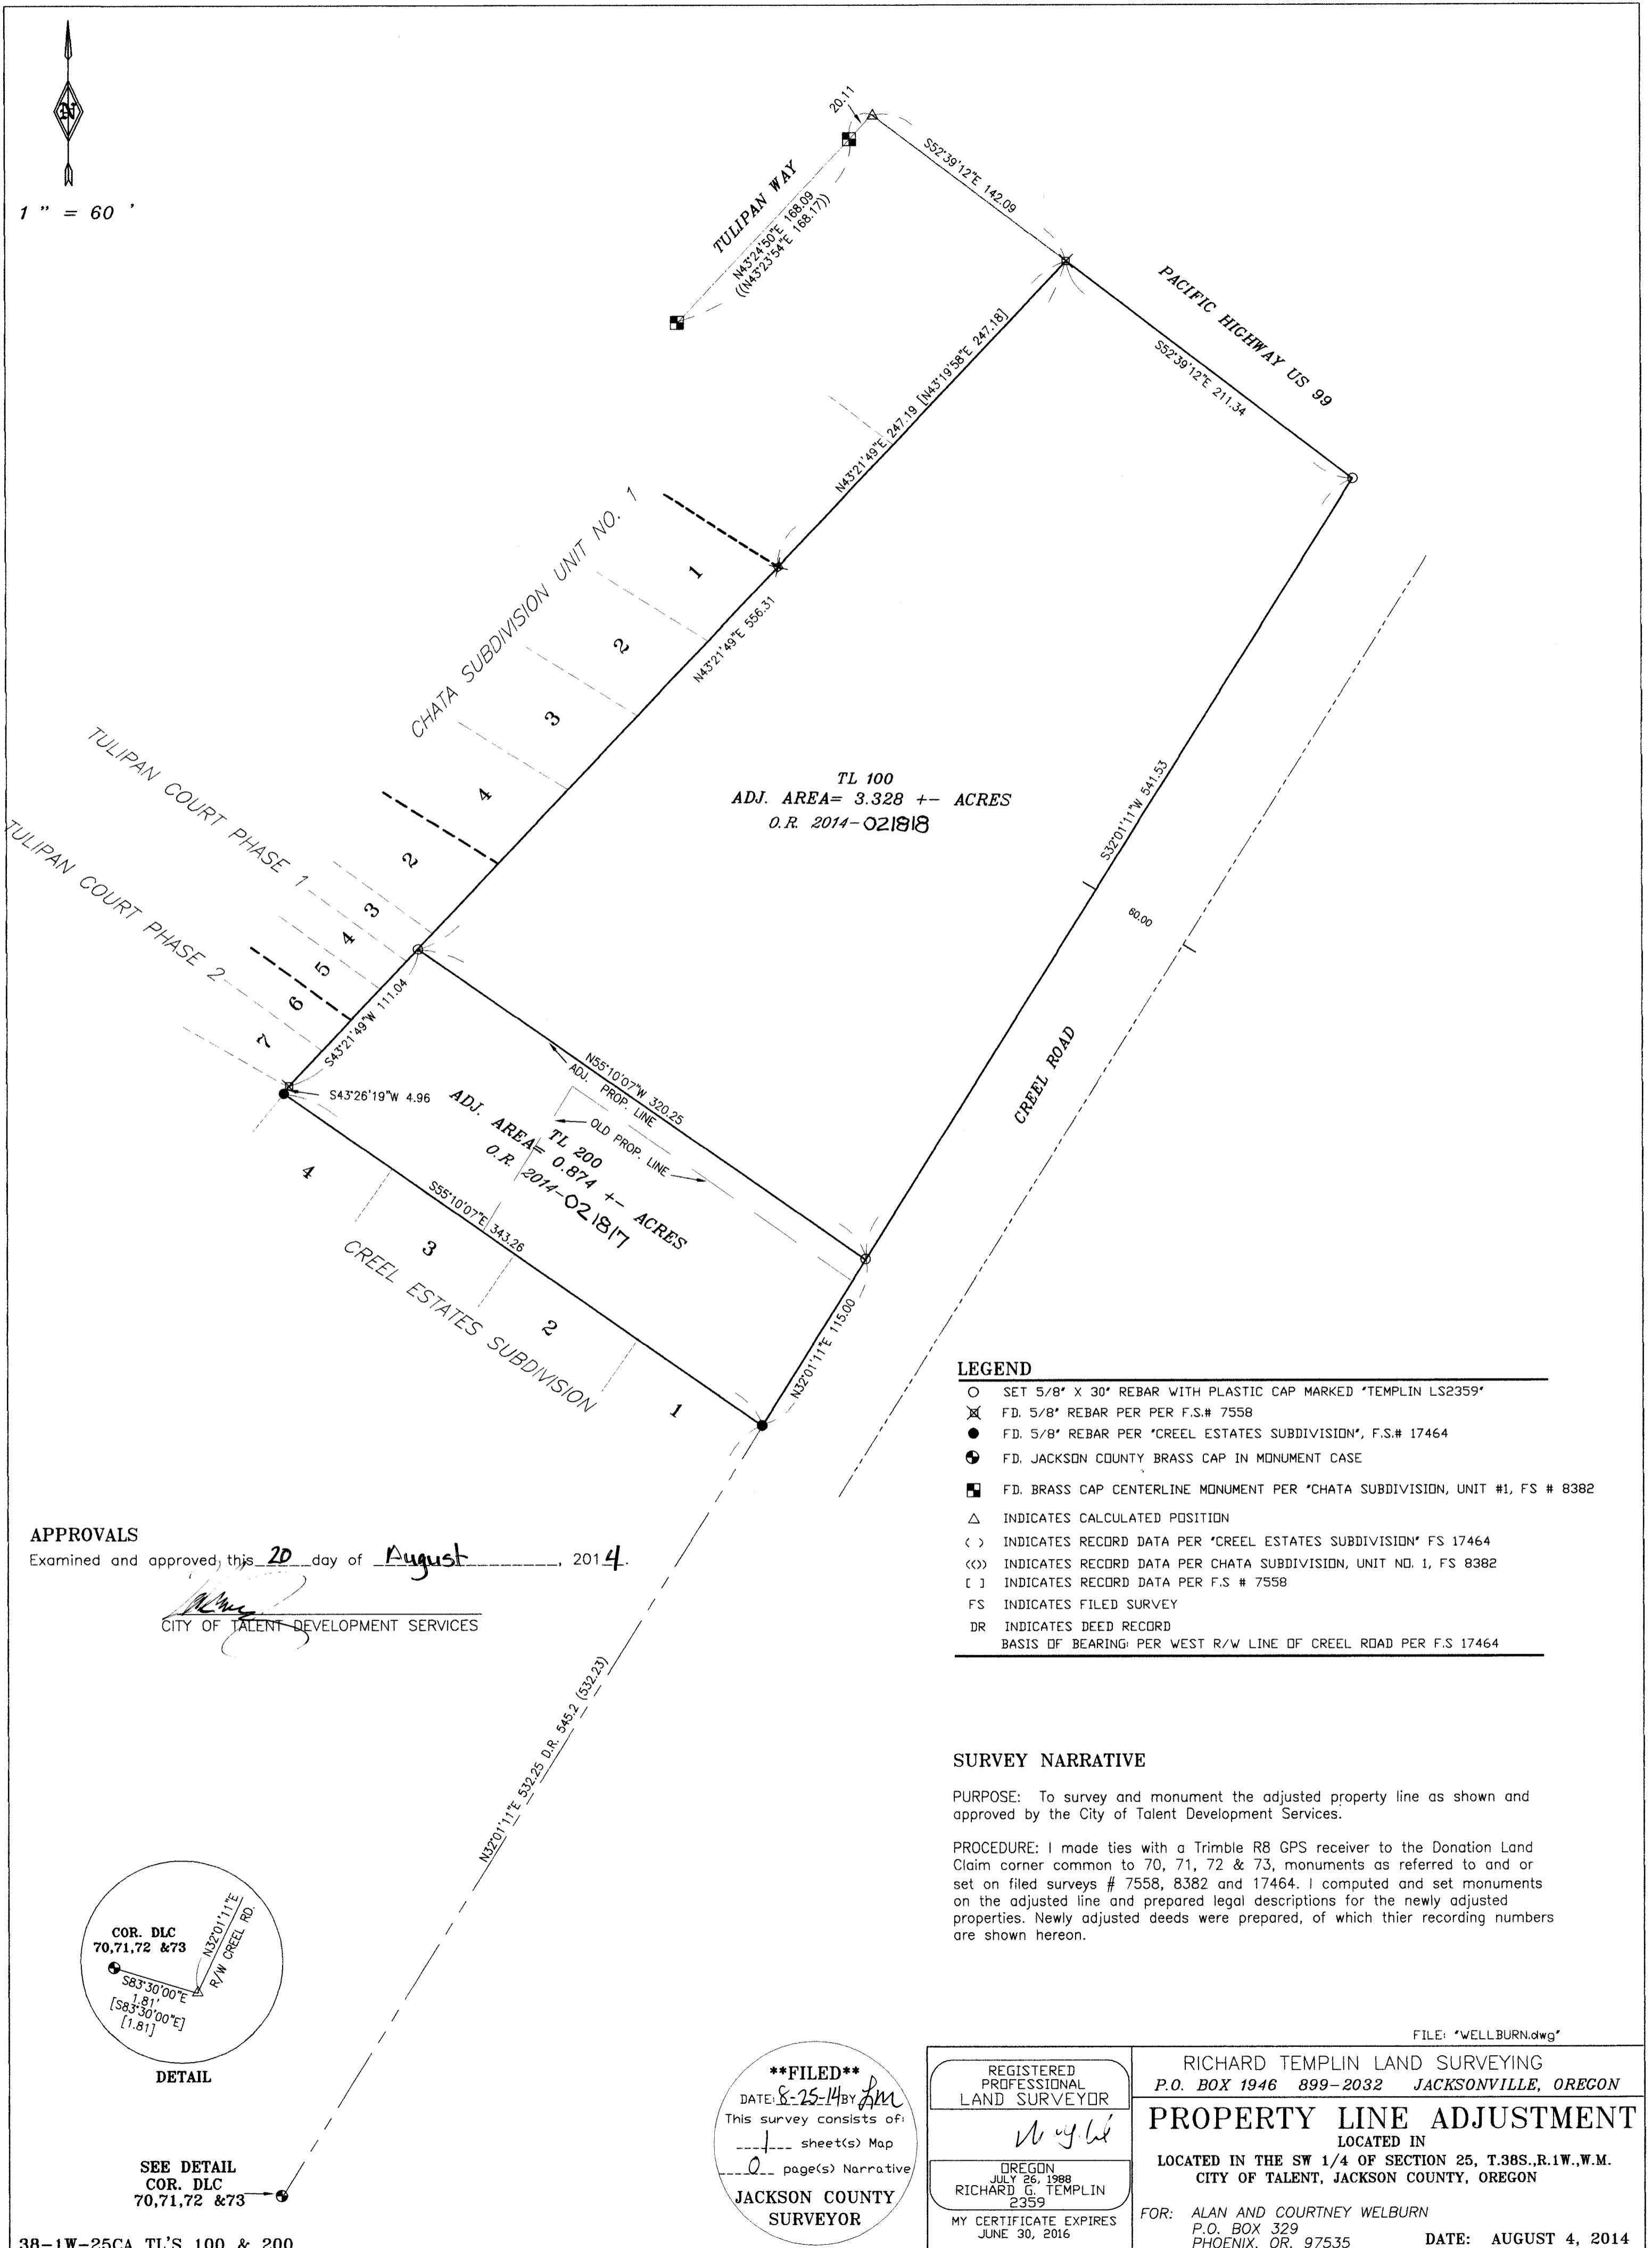 N
1 " = 60 '
20.11
S52°39'12"E 142.09
TULIPAN WAY
N43°24'50"E 168.09
((N43°23'54"E 168.17))
PACIFIC HIGHWAY US 99
S52°39'12"E 211.34
N43°21'49"E 247.19 [N43°19'58"E 247.18]
CHATA SUBDIVISION UNIT NO. 1
1
2
3
4
N43°21'49"E 556.31
TULIPAN COURT PHASE 1
2
3
4
5
TULIPAN COURT PHASE 2
6
7
TL 100
ADJ. AREA= 3.328 +- ACRES
O.R. 2014-021818
S32°01'11"W 541.53
60.00
CREEL ROAD
S43°21'49"W 111.04
S43°26'19"W 4.96
N55°10'07"W 320.25
ADJ. PROP. LINE
OLD PROP. LINE
TL 200
ADJ. AREA= 0.874 +- ACRES
O.R. 2014-021817
S55°10'07"E 343.26
4
3
2
1
CREEL ESTATES SUBDIVISION
N32°01'11"E 115.00
LEGEND
SET 5/8" X 30" REBAR WITH PLASTIC CAP MARKED "TEMPLIN LS2359"
FD. 5/8" REBAR PER PER F.S.# 7558
FD. 5/8" REBAR PER "CREEL ESTATES SUBDIVISION", F.S.# 17464
FD. JACKSON COUNTY BRASS CAP IN MONUMENT CASE
FD. BRASS CAP CENTERLINE MONUMENT PER "CHATA SUBDIVISION, UNIT #1, FS # 8382
INDICATES CALCULATED POSITION
( ) INDICATES RECORD DATA PER "CREEL ESTATES SUBDIVISION" FS 17464
(()) INDICATES RECORD DATA PER CHATA SUBDIVISION, UNIT NO. 1, FS 8382
[ ] INDICATES RECORD DATA PER F.S # 7558
FS INDICATES FILED SURVEY
DR INDICATES DEED RECORD
BASIS OF BEARING: PER WEST R/W LINE OF CREEL ROAD PER F.S 17464
APPROVALS
Examined and approved, this 20 day of August, 2014.
CITY OF TALENT DEVELOPMENT SERVICES
N32°01'11"E 532.25 D.R. 545.2 (532.23)
SURVEY NARRATIVE
PURPOSE: To survey and monument the adjusted property line as shown and
approved by the City of Talent Development Services.
PROCEDURE: I made ties with a Trimble R8 GPS receiver to the Donation Land
Claim corner common to 70, 71, 72 & 73, monuments as referred to and or
set on filed surveys # 7558, 8382 and 17464. I computed and set monuments
on the adjusted line and prepared legal descriptions for the newly adjusted
properties. Newly adjusted deeds were prepared, of which thier recording numbers
are shown hereon.
COR. DLC
70,71,72 &73
N32°01'11"E
R/W CREEL RD.
S83°30'00"E
1.81'
[S83°30'00"E]
[1.81]
DETAIL
SEE DETAIL
COR. DLC
70,71,72 &73
38-1W-25CA TL'S 100 & 200
**FILED**
DATE: 8-25-14 BY
This survey consists of:
1 sheet(s) Map
0 page(s) Narrative
JACKSON COUNTY
SURVEYOR
REGISTERED
PROFESSIONAL
LAND SURVEYOR
OREGON
JULY 26, 1988
RICHARD G. TEMPLIN
2359
MY CERTIFICATE EXPIRES
JUNE 30, 2016
FILE: "WELLBURN.dwg"
RICHARD TEMPLIN LAND SURVEYING
P.O. BOX 1946 899-2032 JACKSONVILLE, OREGON
PROPERTY LINE ADJUSTMENT
LOCATED IN
LOCATED IN THE SW 1/4 OF SECTION 25, T.38S.,R.1W.,W.M.
CITY OF TALENT, JACKSON COUNTY, OREGON
FOR: ALAN AND COURTNEY WELBURN
P.O. BOX 329
PHOENIX, OR. 97535
DATE: AUGUST 4, 2014